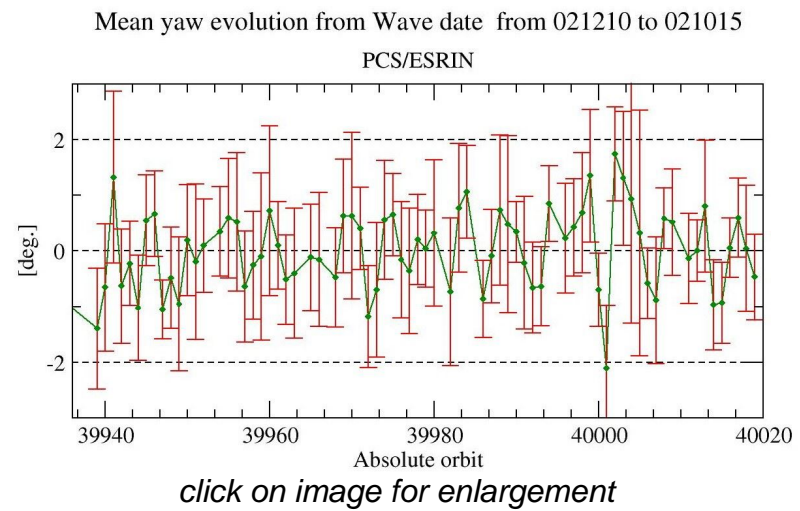 Mean yaw evolution from Wave date from 021210 to 021015
PCS/ESRIN
[deg.]
2
0
-2
39940 39960 39980 40000 40020
Absolute orbit
click on image for enlargement